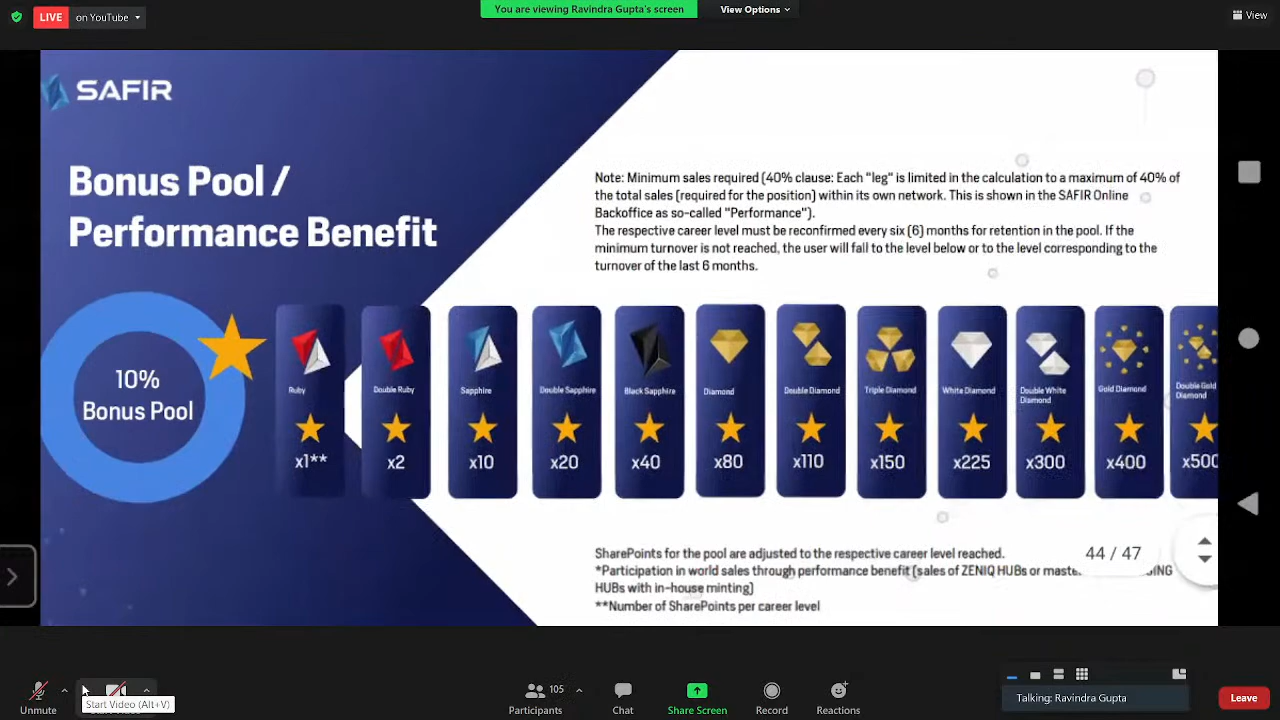 LIVE on YouTube
You are viewing Ravindra Gupta's screen
View Options
View
SAFIR
Bonus Pool /
Performance Benefit
Note: Minimum sales required (40% clause: Each "leg" is limited in the calculation to a maximum of 40% of
the total sales (required for the position) within its own network. This is shown in the SAFIR Online
Backoffice as so-called "Performance").
The respective career level must be reconfirmed every six (6) months for retention in the pool. If the
minimum turnover is not reached, the user will fall to the level below or to the level corresponding to the
turnover of the last 6 months.
10%
Bonus Pool
Ruby
x1**
Double Ruby
x2
Sapphire
x10
Double Sapphire
x20
Black Sapphire
x40
Diamond
x80
Double Diamond
x110
Triple Diamond
x150
White Diamond
x225
Double White
Diamond
x300
Gold Diamond
x400
Double Gold
Diamond
x500
SharePoints for the pool are adjusted to the respective career level reached.
44 / 47
*Participation in world sales through performance benefit (sales of ZENIQ HUBs or
HUBs with in-house minting)
**Number of SharePoints per career level
Unmute
Start Video (Alt+V)
105
Participants
Chat
Share Screen
Record
Reactions
Talking: Ravindra Gupta
Leave